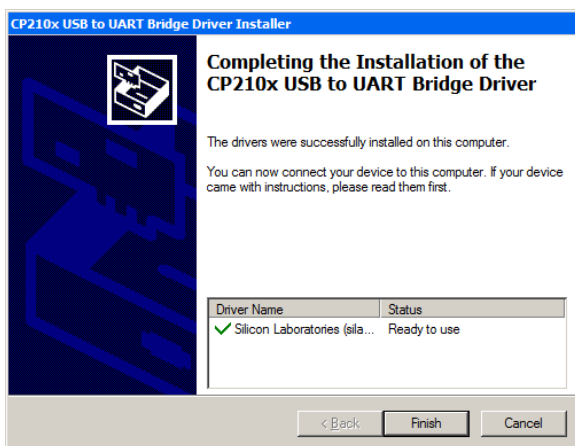 CP210x USB to UART Bridge Driver Installer
Completing the Installation of the
CP210x USB to UART Bridge Driver
The drivers were successfully installed on this computer.
You can now connect your device to this computer. If your device
came with instructions, please read them first.
Driver Name Status
Silicon Laboratories (sila... Ready to use
< Back Finish Cancel